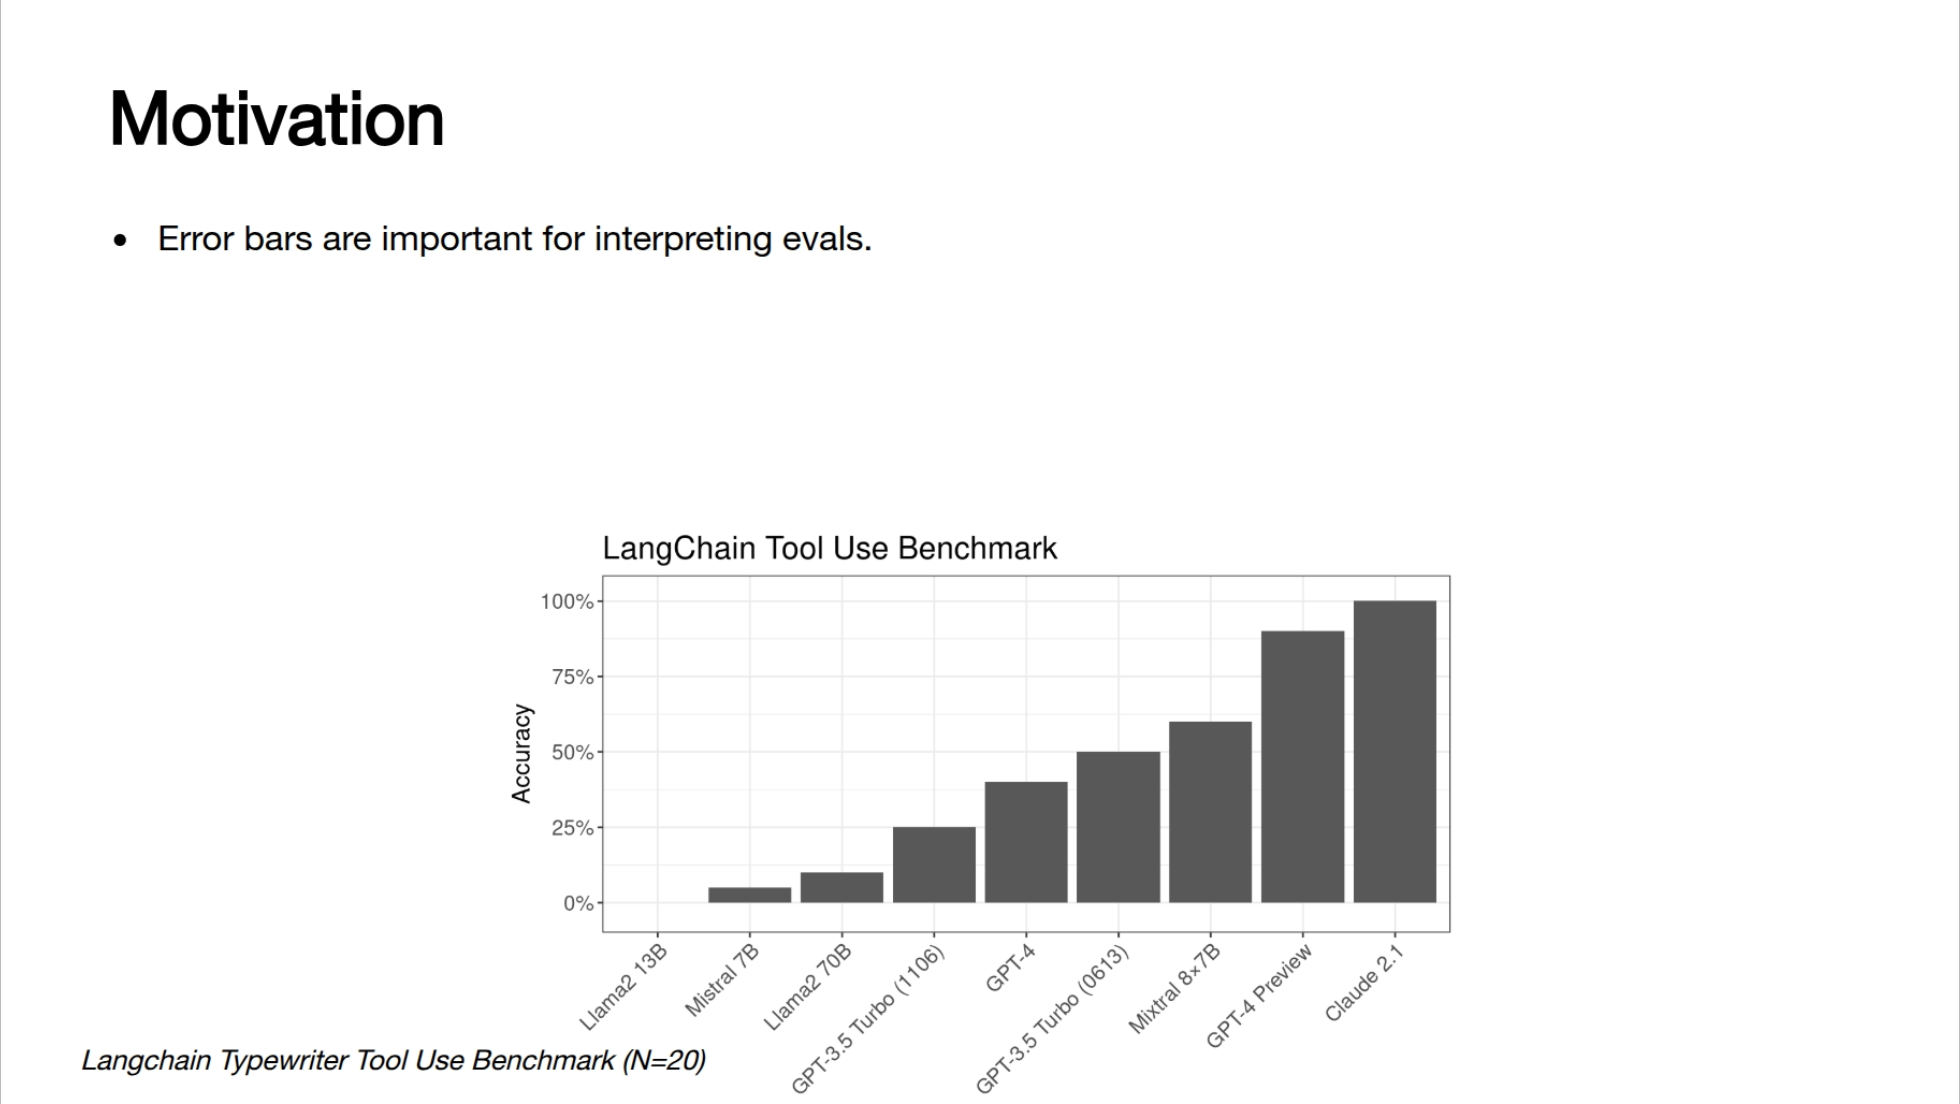 Motivation
• Error bars are important for interpreting evals.
LangChain Tool Use Benchmark
Accuracy
100%
75%
50%
25%
0%
Llama2 13B
Mistral 7B
Llama2 70B
GPT-3.5 Turbo (1106)
GPT-4
GPT-3.5 Turbo (0613)
Mixtral 8×7B
GPT-4 Preview
Claude 2.1
Langchain Typewriter Tool Use Benchmark (N=20)